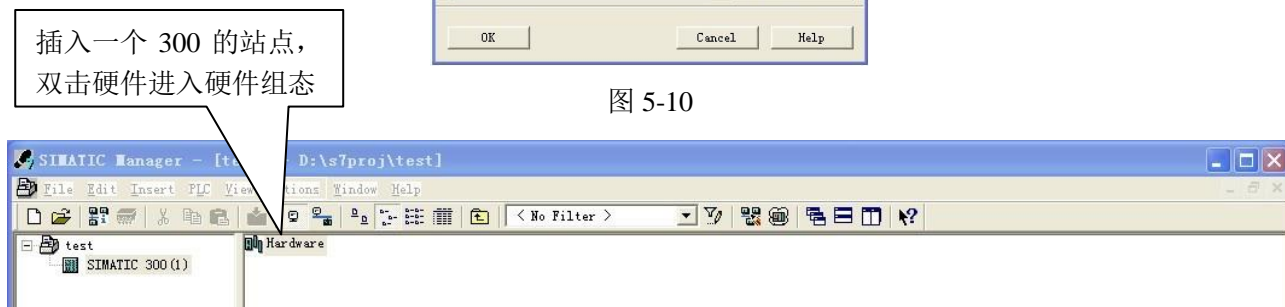 OK Cancel Help
插入一个 300 的站点，
双击硬件进入硬件组态
图 5-10
SIMATIC Manager - [te D:\s7proj\test]
File Edit Insert PLC View tions Window Help
< No Filter >
test
Hardware
SIMATIC 300(1)